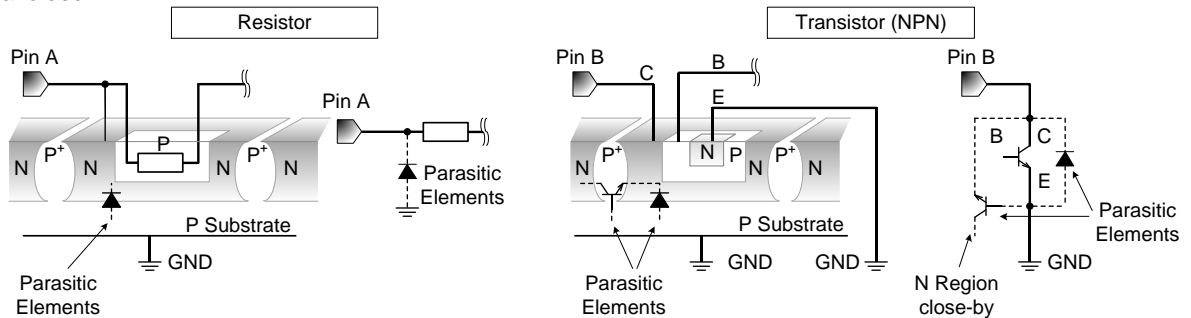 Resistor
Pin A
N
P+
N
P
P+
N
N
P Substrate
GND
Parasitic
Elements
Pin A
Parasitic
Elements
Transistor (NPN)
Pin B
C
B
E
N
P+
N
N
P
P+
N
N
P Substrate
GND
GND
Parasitic
Elements
Pin B
B
C
E
Parasitic
Elements
GND
N Region
close-by